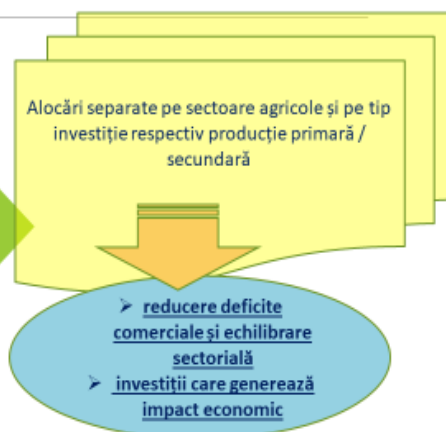 Alocări separate pe sectoare agricole și pe tip
investiție respectiv producție primară /
secundară
➢ reducere deficite
comerciale și echilibrare
sectorială
➢ investiții care generează
impact economic